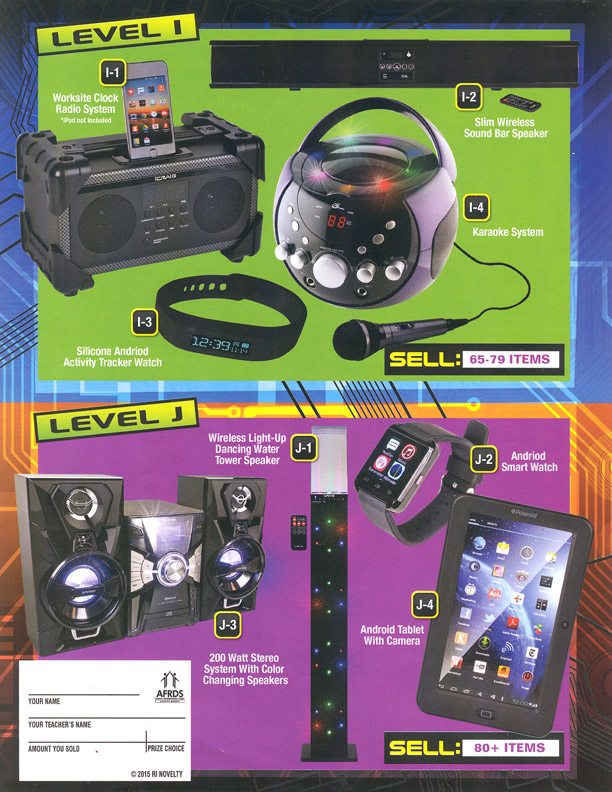 LEVEL I
I-1
Worksite Clock
Radio System
*iPod not included
I-2
Slim Wireless
Sound Bar Speaker
I-4
Karaoke System
88
I-3
12:39
Silicone Andriod
Activity Tracker Watch
SELL: 65-79 ITEMS
LEVEL J
Wireless Light-Up
Dancing Water
Tower Speaker
J-1
J-2
Andriod
Smart Watch
Polaroid
J-3
200 Watt Stereo
System With Color
Changing Speakers
J-4
Android Tablet
With Camera
AFRDS
YOUR NAME
YOUR TEACHER'S NAME
AMOUNT YOU SOLD
PRIZE CHOICE
© 2015 RI NOVELTY
SELL: 80+ ITEMS